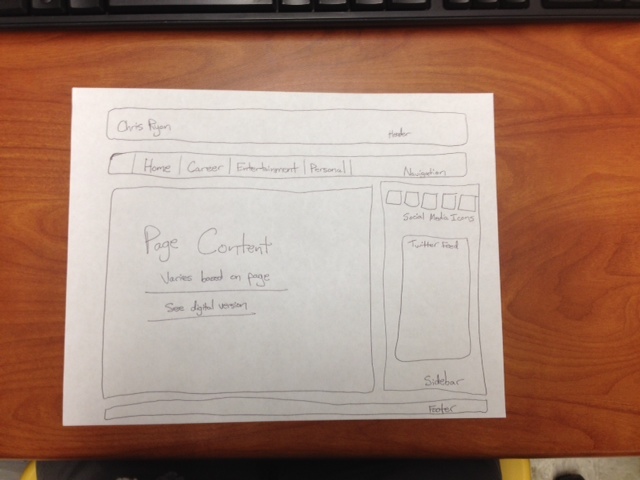 Chris Ryan
Header
Home Career Entertainment Personal
Navigation
Social Media Icons
Twitter Feed
Page Content
Varies based on page
See digital version
Sidebar
Footer